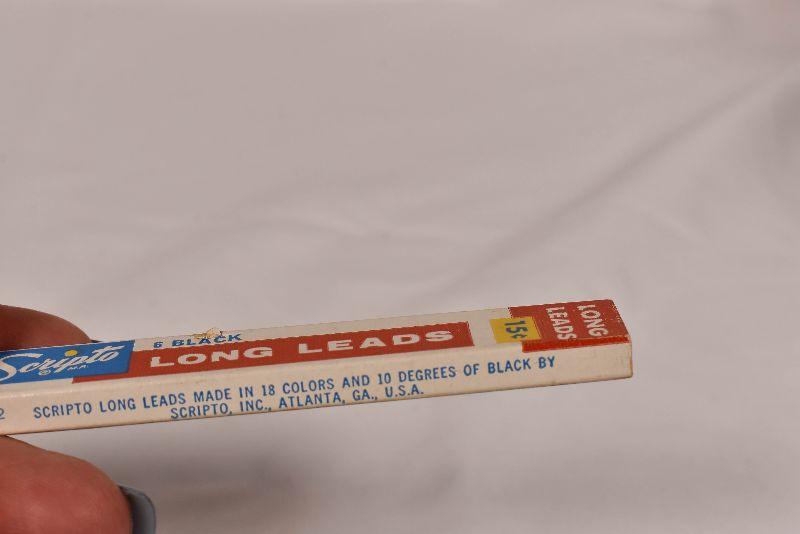 6 BLACK
Scripto
® M.R.
LONG LEADS
15¢
LONG
LEADS
2 SCRIPTO LONG LEADS MADE IN 18 COLORS AND 10 DEGREES OF BLACK BY
SCRIPTO, INC., ATLANTA, GA., U.S.A.